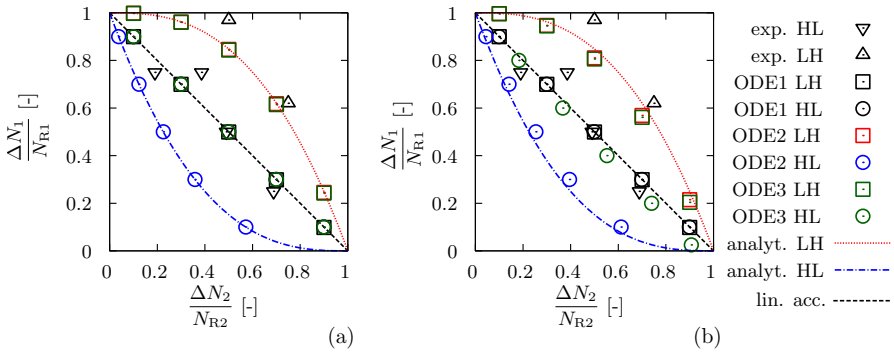 1
0.8
0.6
0.4
0.2
0
0.2 0.4 0.6 0.8 1
ΔN1
NR1
[-]
ΔN2
NR2
[-]
(a)
1
0.8
0.6
0.4
0.2
0
0.2 0.4 0.6 0.8 1
ΔN1
NR1
[-]
ΔN2
NR2
[-]
(b)
exp. HL
exp. LH
ODE1 LH
ODE1 HL
ODE2 LH
ODE2 HL
ODE3 LH
ODE3 HL
analyt. LH
analyt. HL
lin. acc.